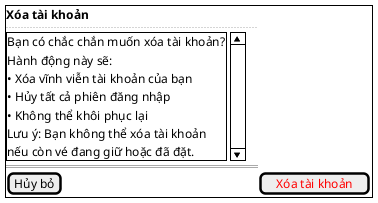 Xóa tài khoản
Bạn có chắc chắn muốn xóa tài khoản?
Hành động này sẽ:
• Xóa vĩnh viễn tài khoản của bạn
• Hủy tất cả phiên đăng nhập
• Không thể khôi phục lại
Lưu ý: Bạn không thể xóa tài khoản
nếu còn vé đang giữ hoặc đã đặt.
Hủy bỏ
Xóa tài khoản